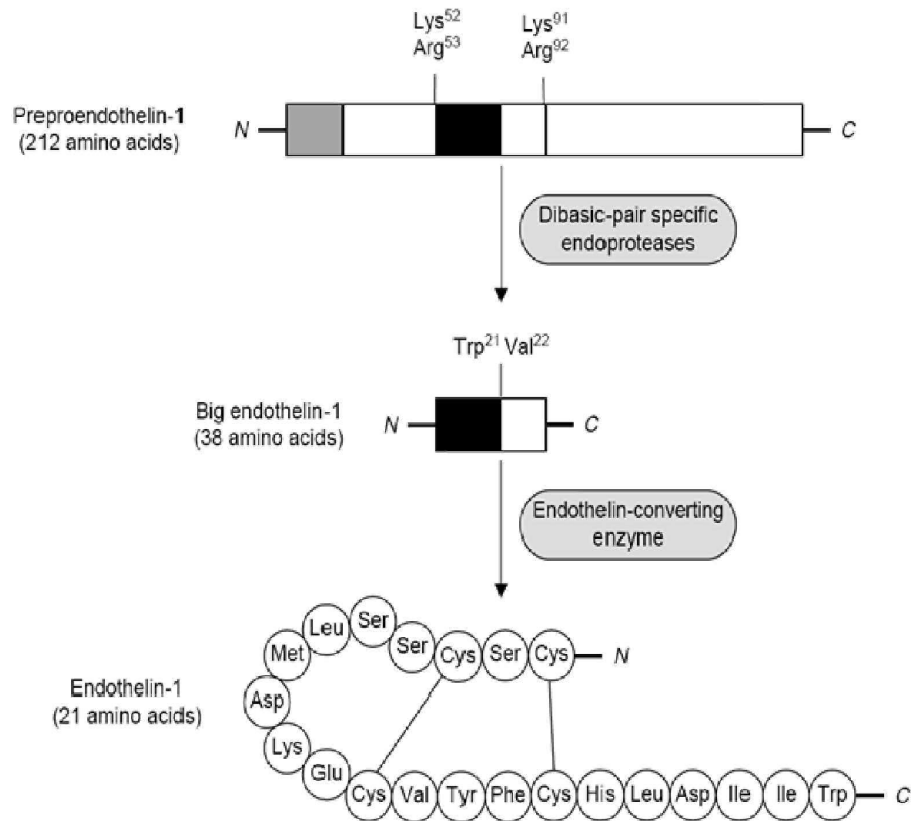 Lys52
Arg53
Lys91
Arg92
Preproendothelin-1
(212 amino acids)
N
C
Dibasic-pair specific
endoproteases
Trp21 Val22
Big endothelin-1
(38 amino acids)
N
C
Endothelin-converting
enzyme
Endothelin-1
(21 amino acids)
N
Cys
Ser
Cys
Ser
Ser
Leu
Met
Asp
Lys
Glu
Cys
Val
Tyr
Phe
Cys
His
Leu
Asp
Ile
Ile
Trp
C